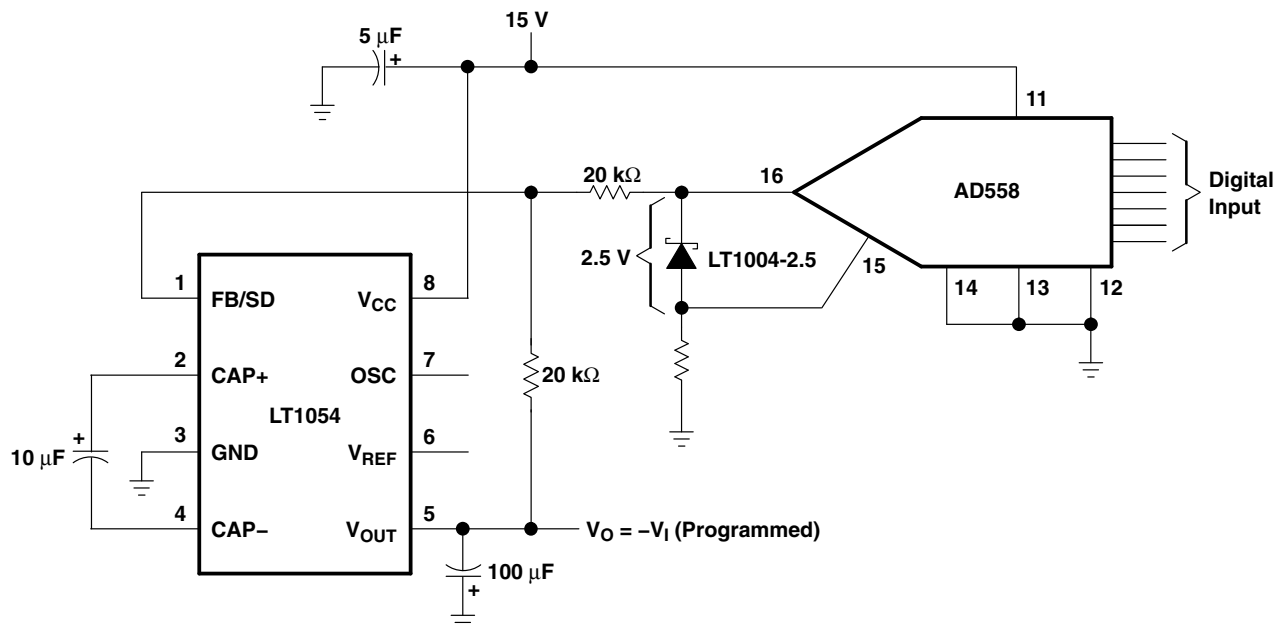 15 V
5 μF
+
11
20 kΩ
16
AD558
Digital
Input
2.5 V
LT1004-2.5
15
14
13
12
1
FB/SD
VCC
8
2
CAP+
OSC
7
20 kΩ
LT1054
+
10 μF
3
GND
VREF
6
4
CAP−
VOUT
5
VO = −VI (Programmed)
100 μF
+